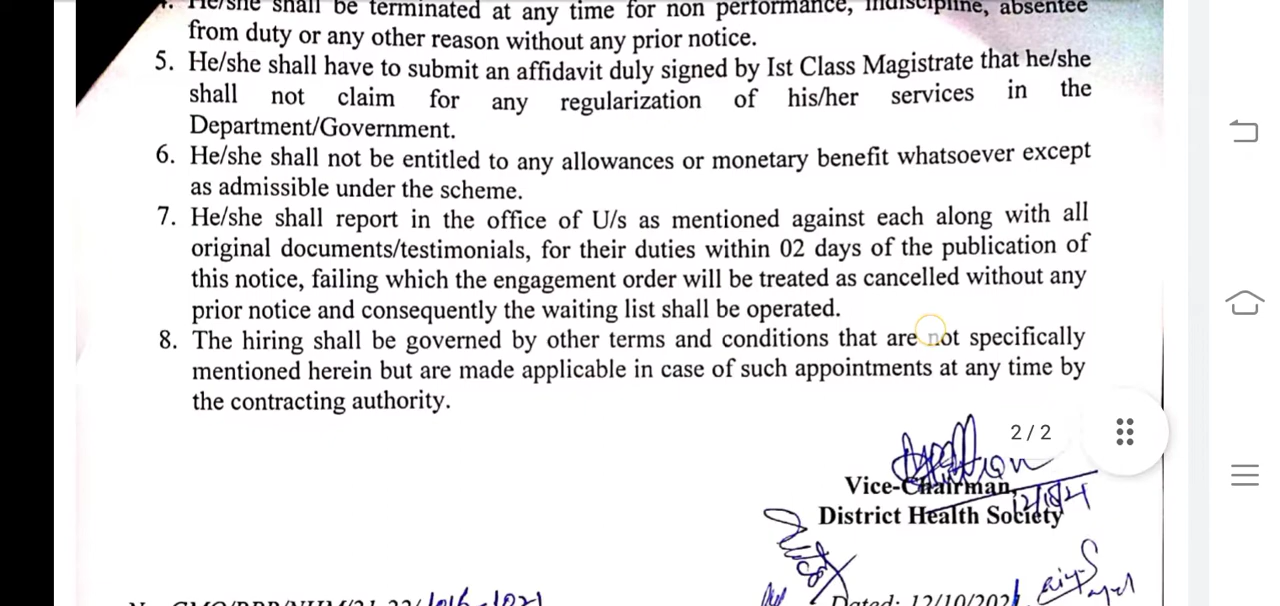 4. He/she shall be terminated at any time for non performance, indiscipline, absentee
from duty or any other reason without any prior notice.
5. He/she shall have to submit an affidavit duly signed by Ist Class Magistrate that he/she
shall not claim for any regularization of his/her services in the
Department/Government.
6. He/she shall not be entitled to any allowances or monetary benefit whatsoever except
as admissible under the scheme.
7. He/she shall report in the office of U/s as mentioned against each along with all
original documents/testimonials, for their duties within 02 days of the publication of
this notice, failing which the engagement order will be treated as cancelled without any
prior notice and consequently the waiting list shall be operated.
8. The hiring shall be governed by other terms and conditions that are not specifically
mentioned herein but are made applicable in case of such appointments at any time by
the contracting authority.
2 / 2
Vice-Chairman,
District Health Society
Dated: 12/10/2021